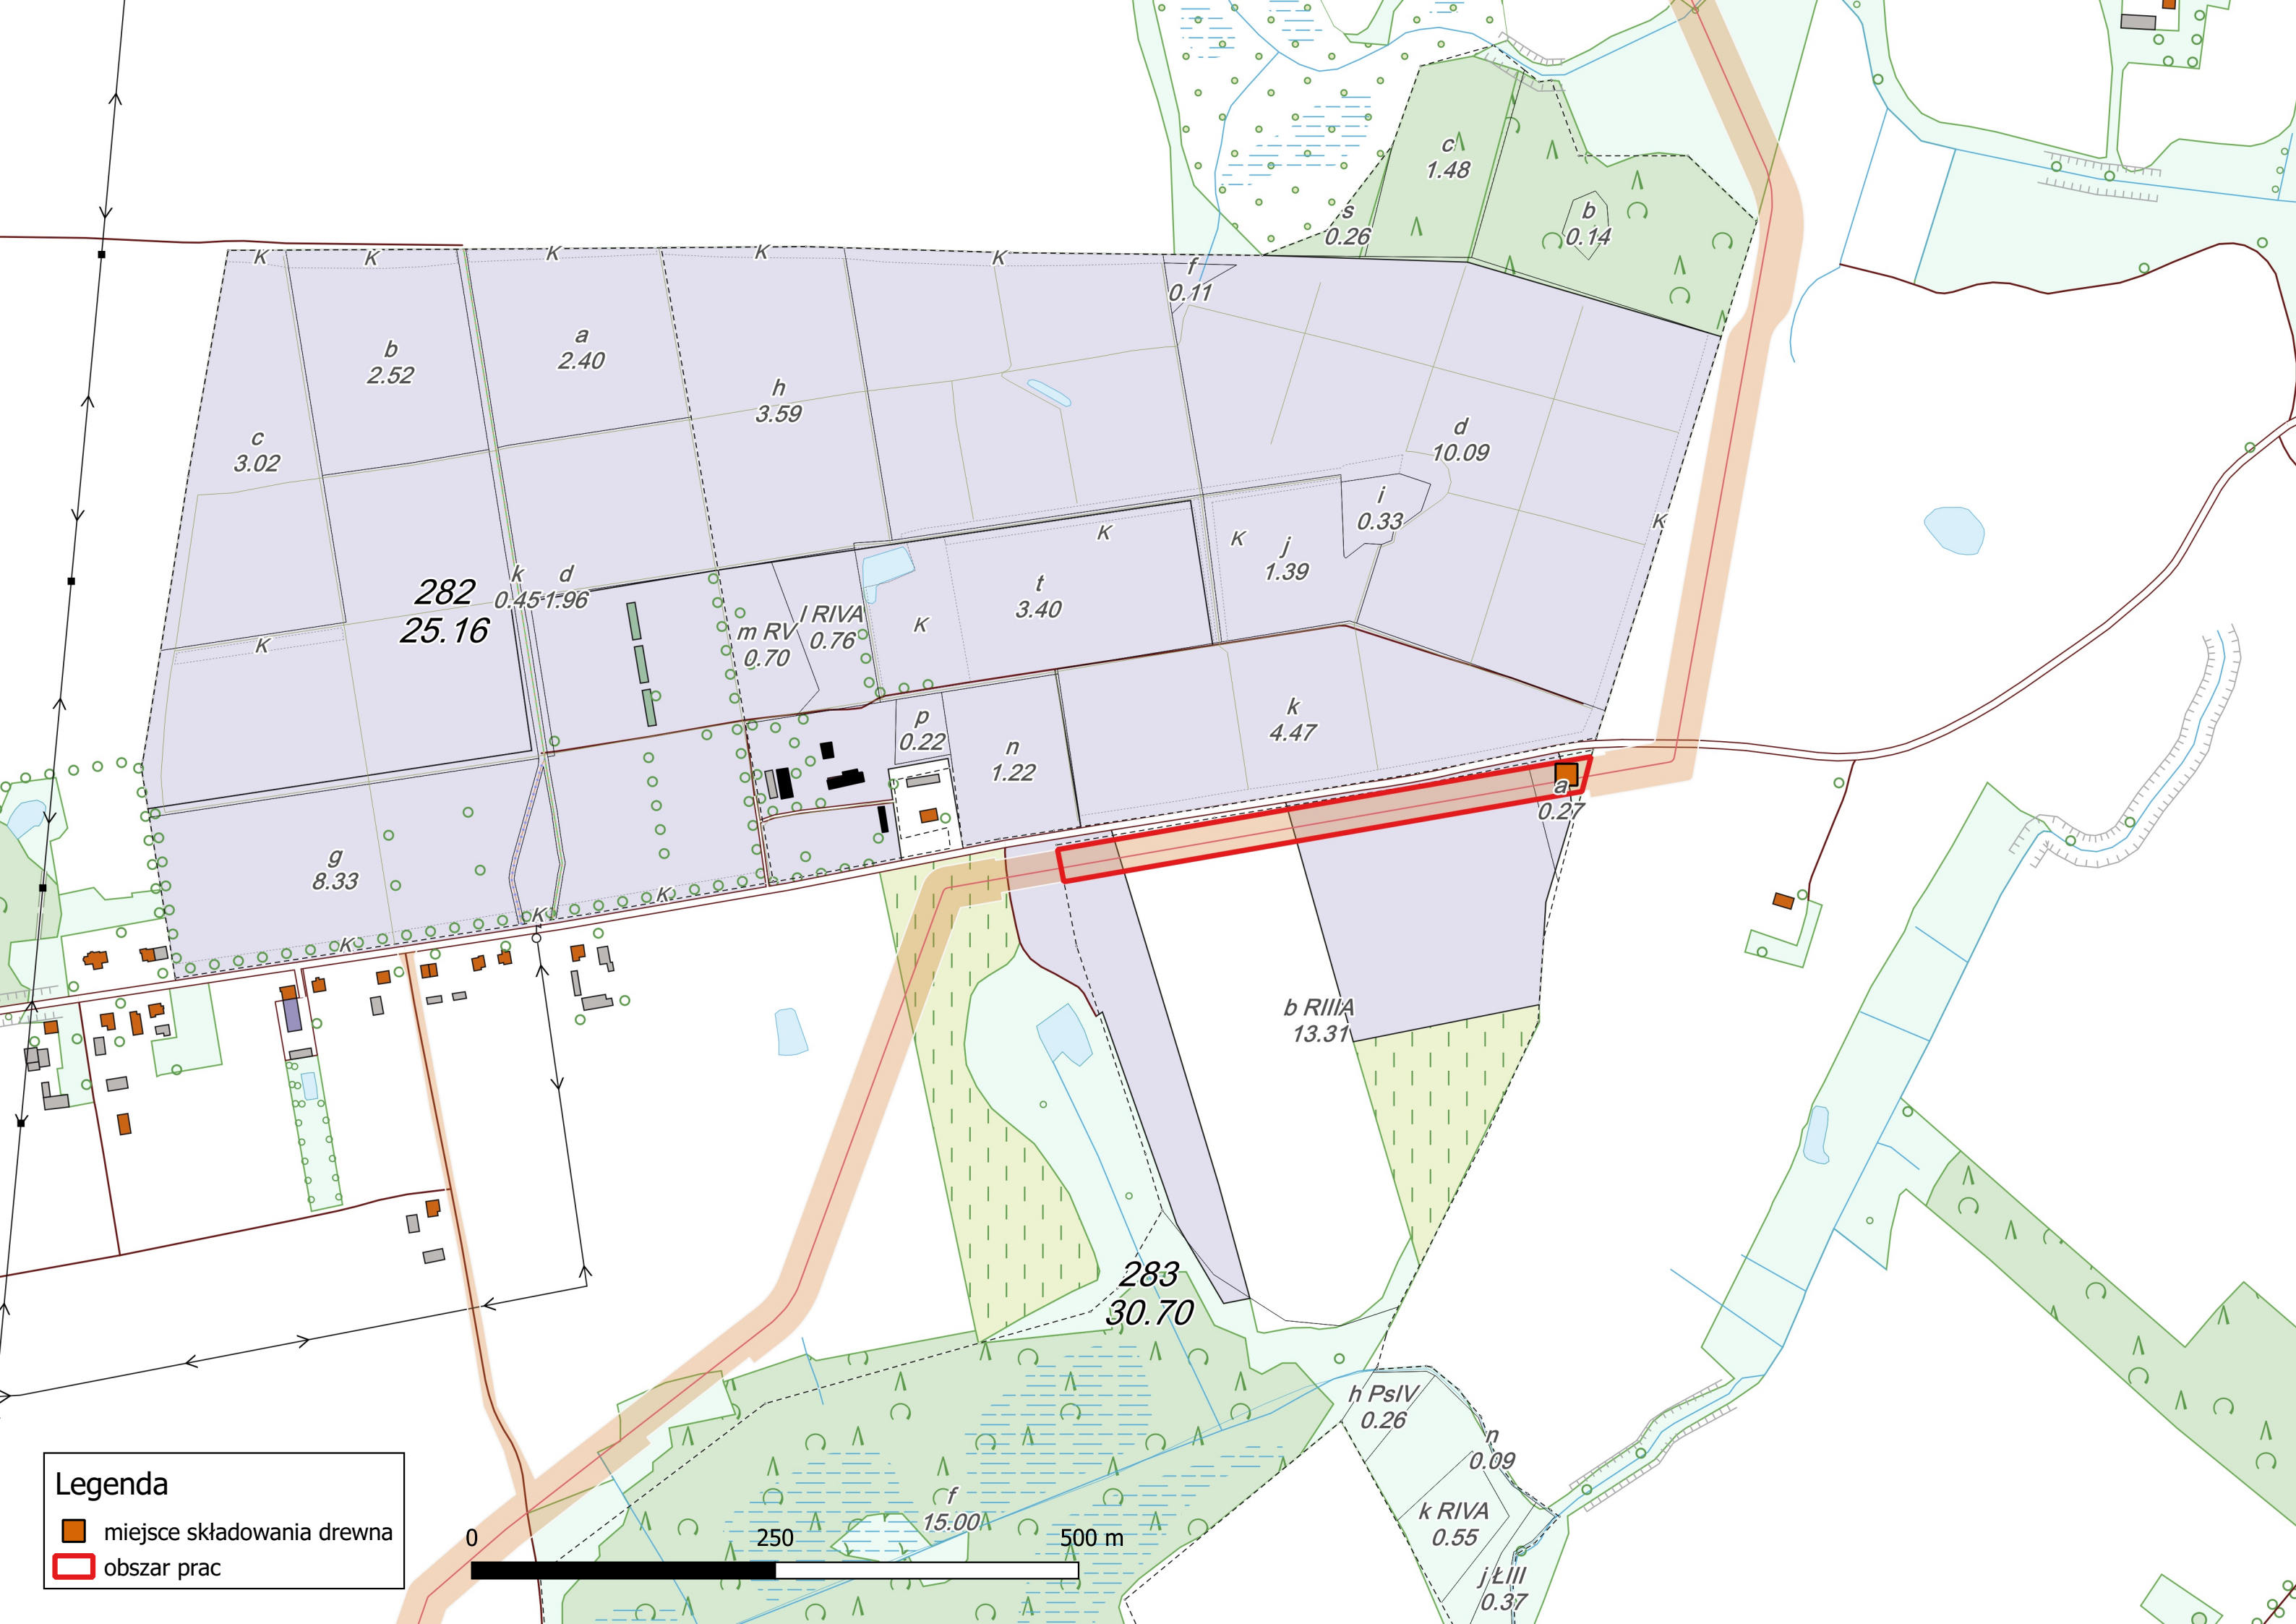 c
1.48
s
0.26
b
0.14
K
K
K
K
K
f
0.11
b
2.52
a
2.40
h
3.59
c
3.02
d
10.09
i
0.33
K
K
K
j
1.39
t
3.40
282
25.16
k
0.45
d
1.96
l RIVA
0.76
m RV
0.70
K
K
p
0.22
n
1.22
k
4.47
a
0.27
g
8.33
K
K
K
b RIIIA
13.31
283
30.70
h PsIV
0.26
n
0.09
k RIVA
0.55
j ŁIII
0.37
f
15.00
Legenda
miejsce składowania drewna
obszar prac
0 250 500 m